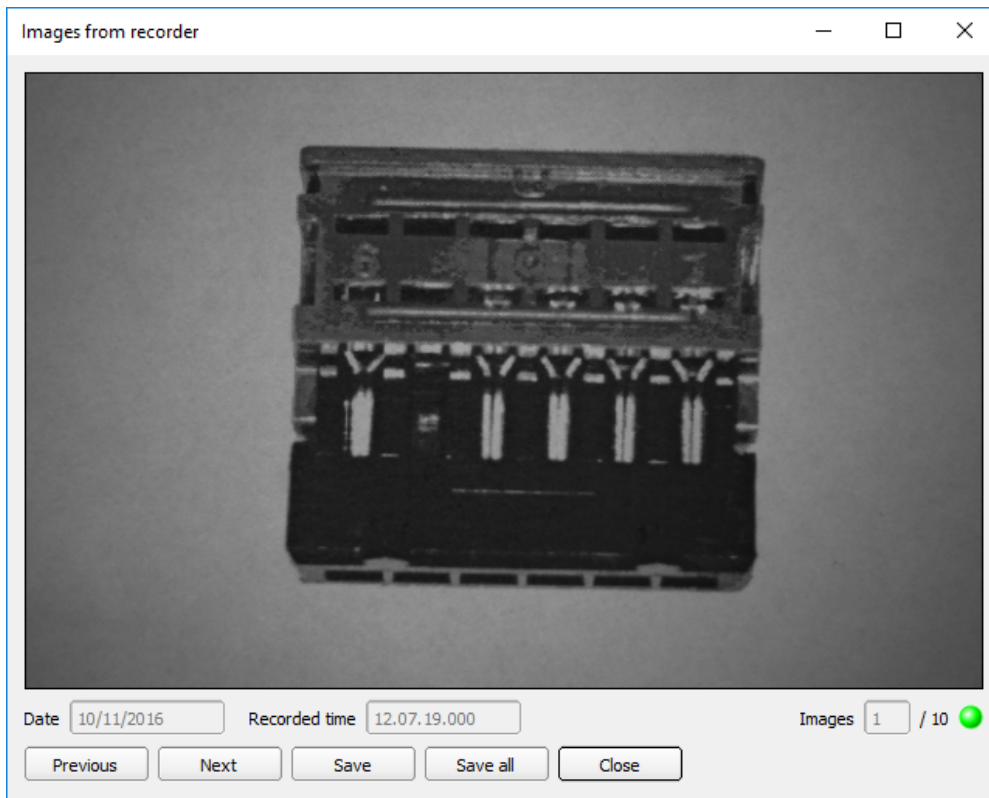 Images from recorder
Date 10/11/2016 Recorded time 12.07.19.000 Images 1 / 10
Previous Next Save Save all Close